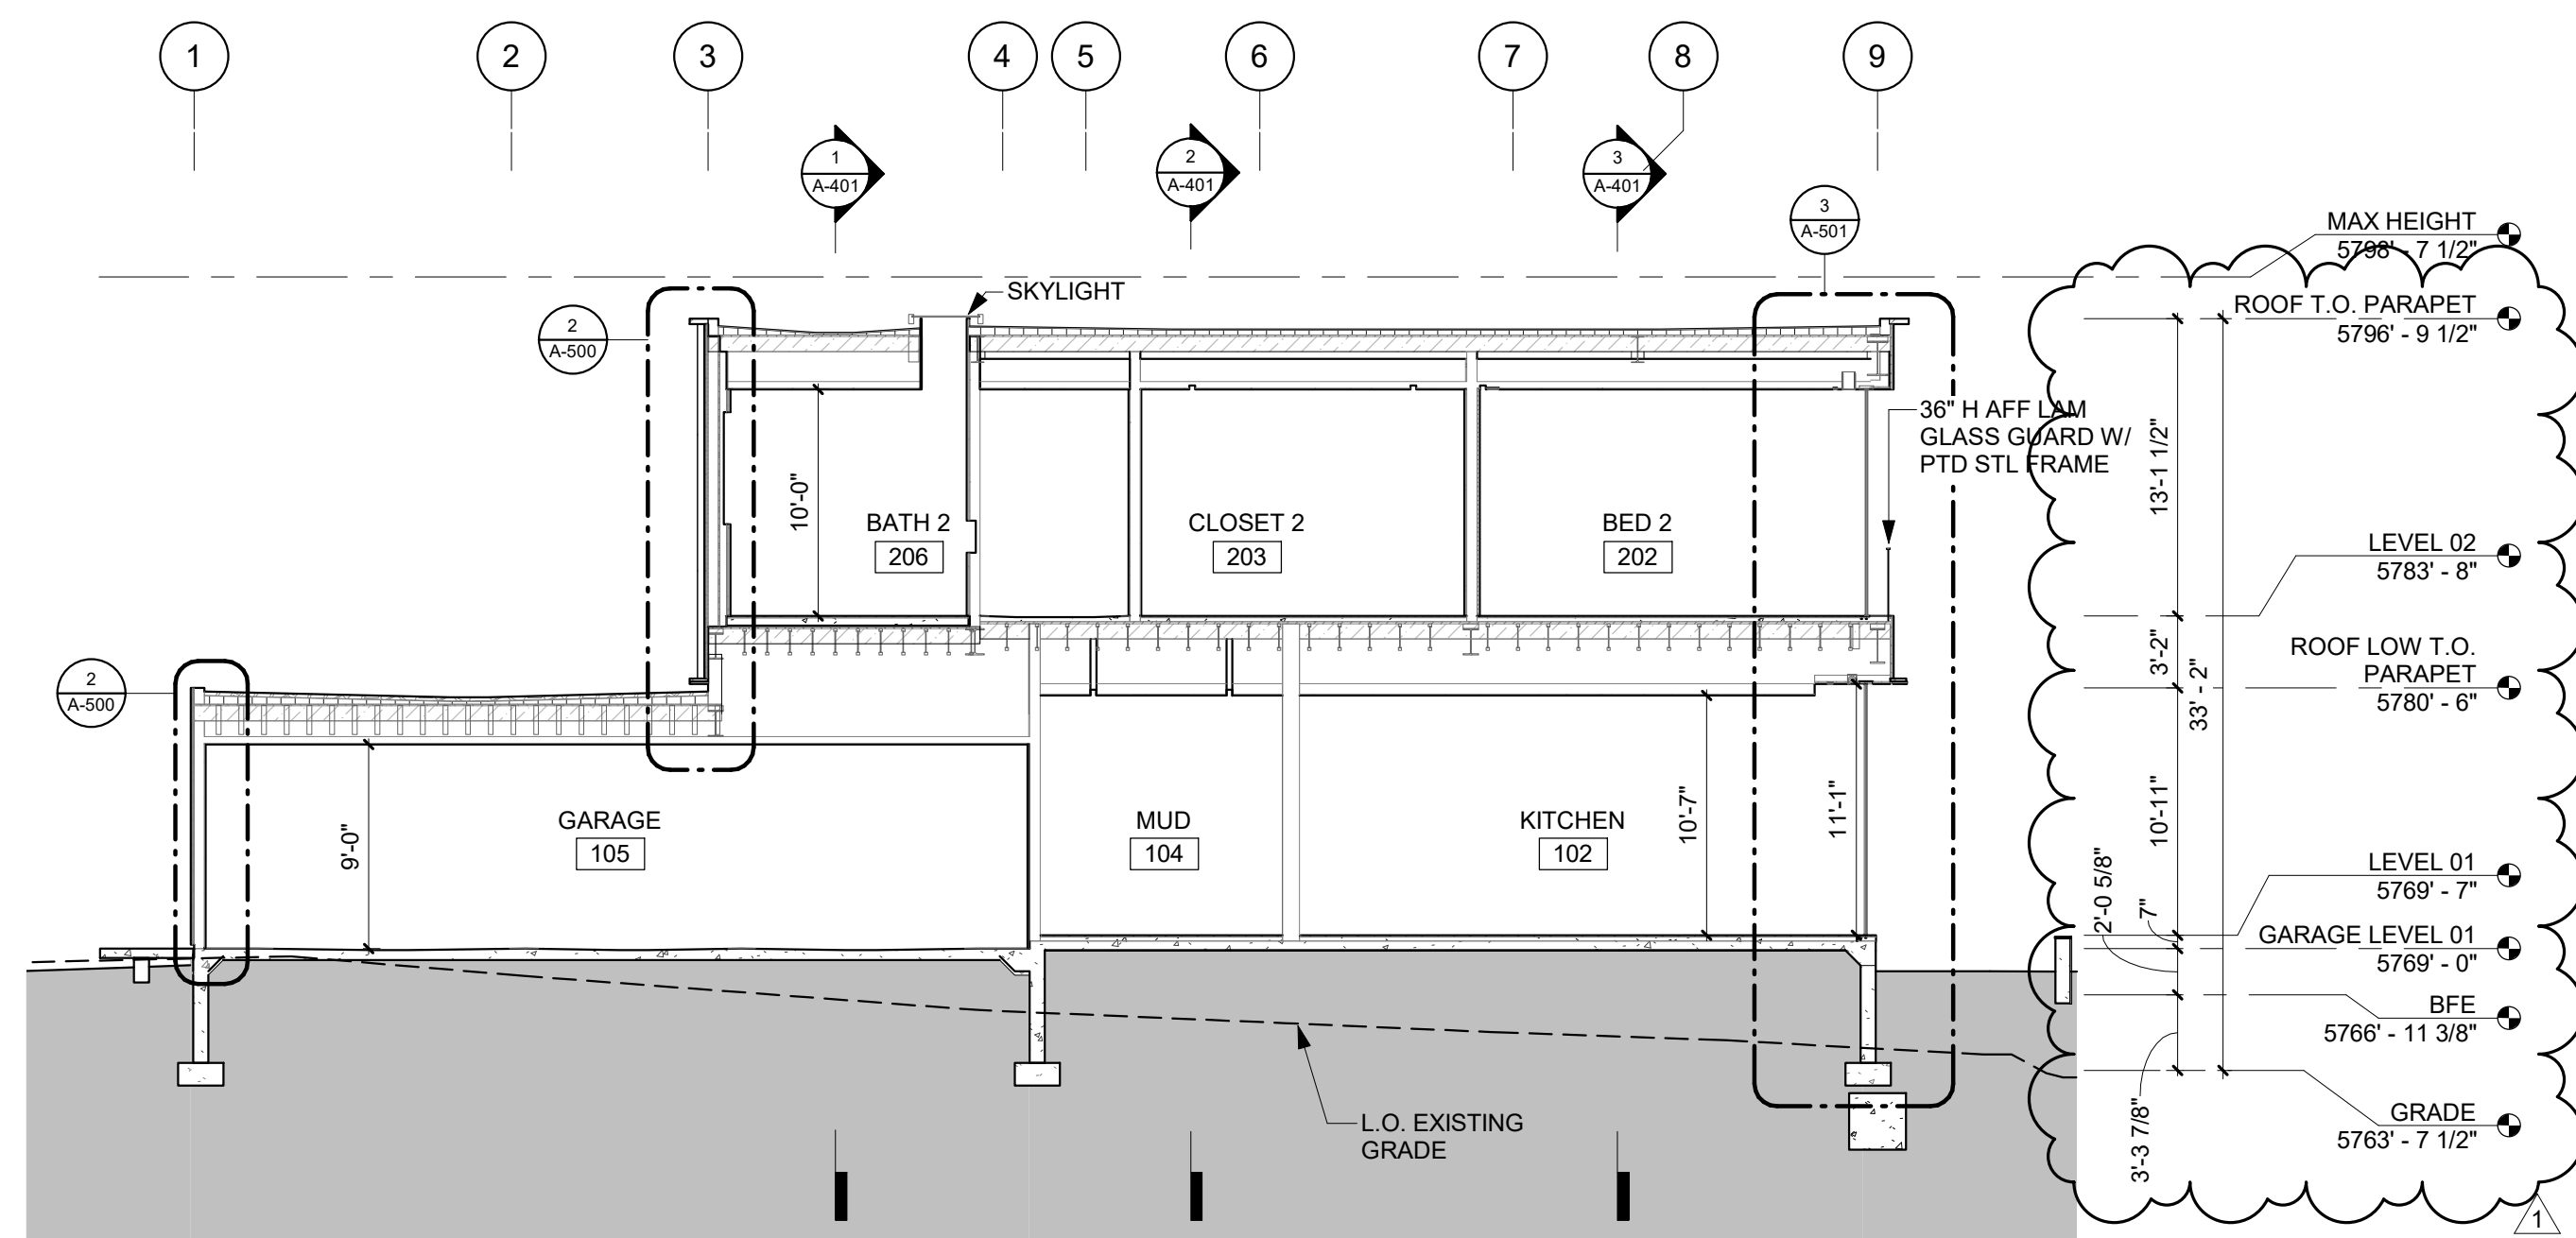 1
2
3
4
5
6
7
8
9
1
A-401
2
A-401
3
A-401
3
A-501
MAX HEIGHT
5798' - 7 1/2"
SKYLIGHT
2
A-500
ROOF T.O. PARAPET
5796' - 9 1/2"
36" H AFF LAM
GLASS GUARD W/
PTD STL FRAME
13'-1 1/2"
10'-0"
BATH 2
206
CLOSET 2
203
BED 2
202
LEVEL 02
5783' - 8"
2
A-500
3'-2"
33' - 2"
ROOF LOW T.O.
PARAPET
5780' - 6"
9'-0"
GARAGE
105
MUD
104
KITCHEN
102
10'-7"
11'-1"
10'-11"
LEVEL 01
5769' - 7"
2'-0 5/8"
7"
GARAGE LEVEL 01
5769' - 0"
BFE
5766' - 11 3/8"
L.O. EXISTING
GRADE
3'-3 7/8"
GRADE
5763' - 7 1/2"
1